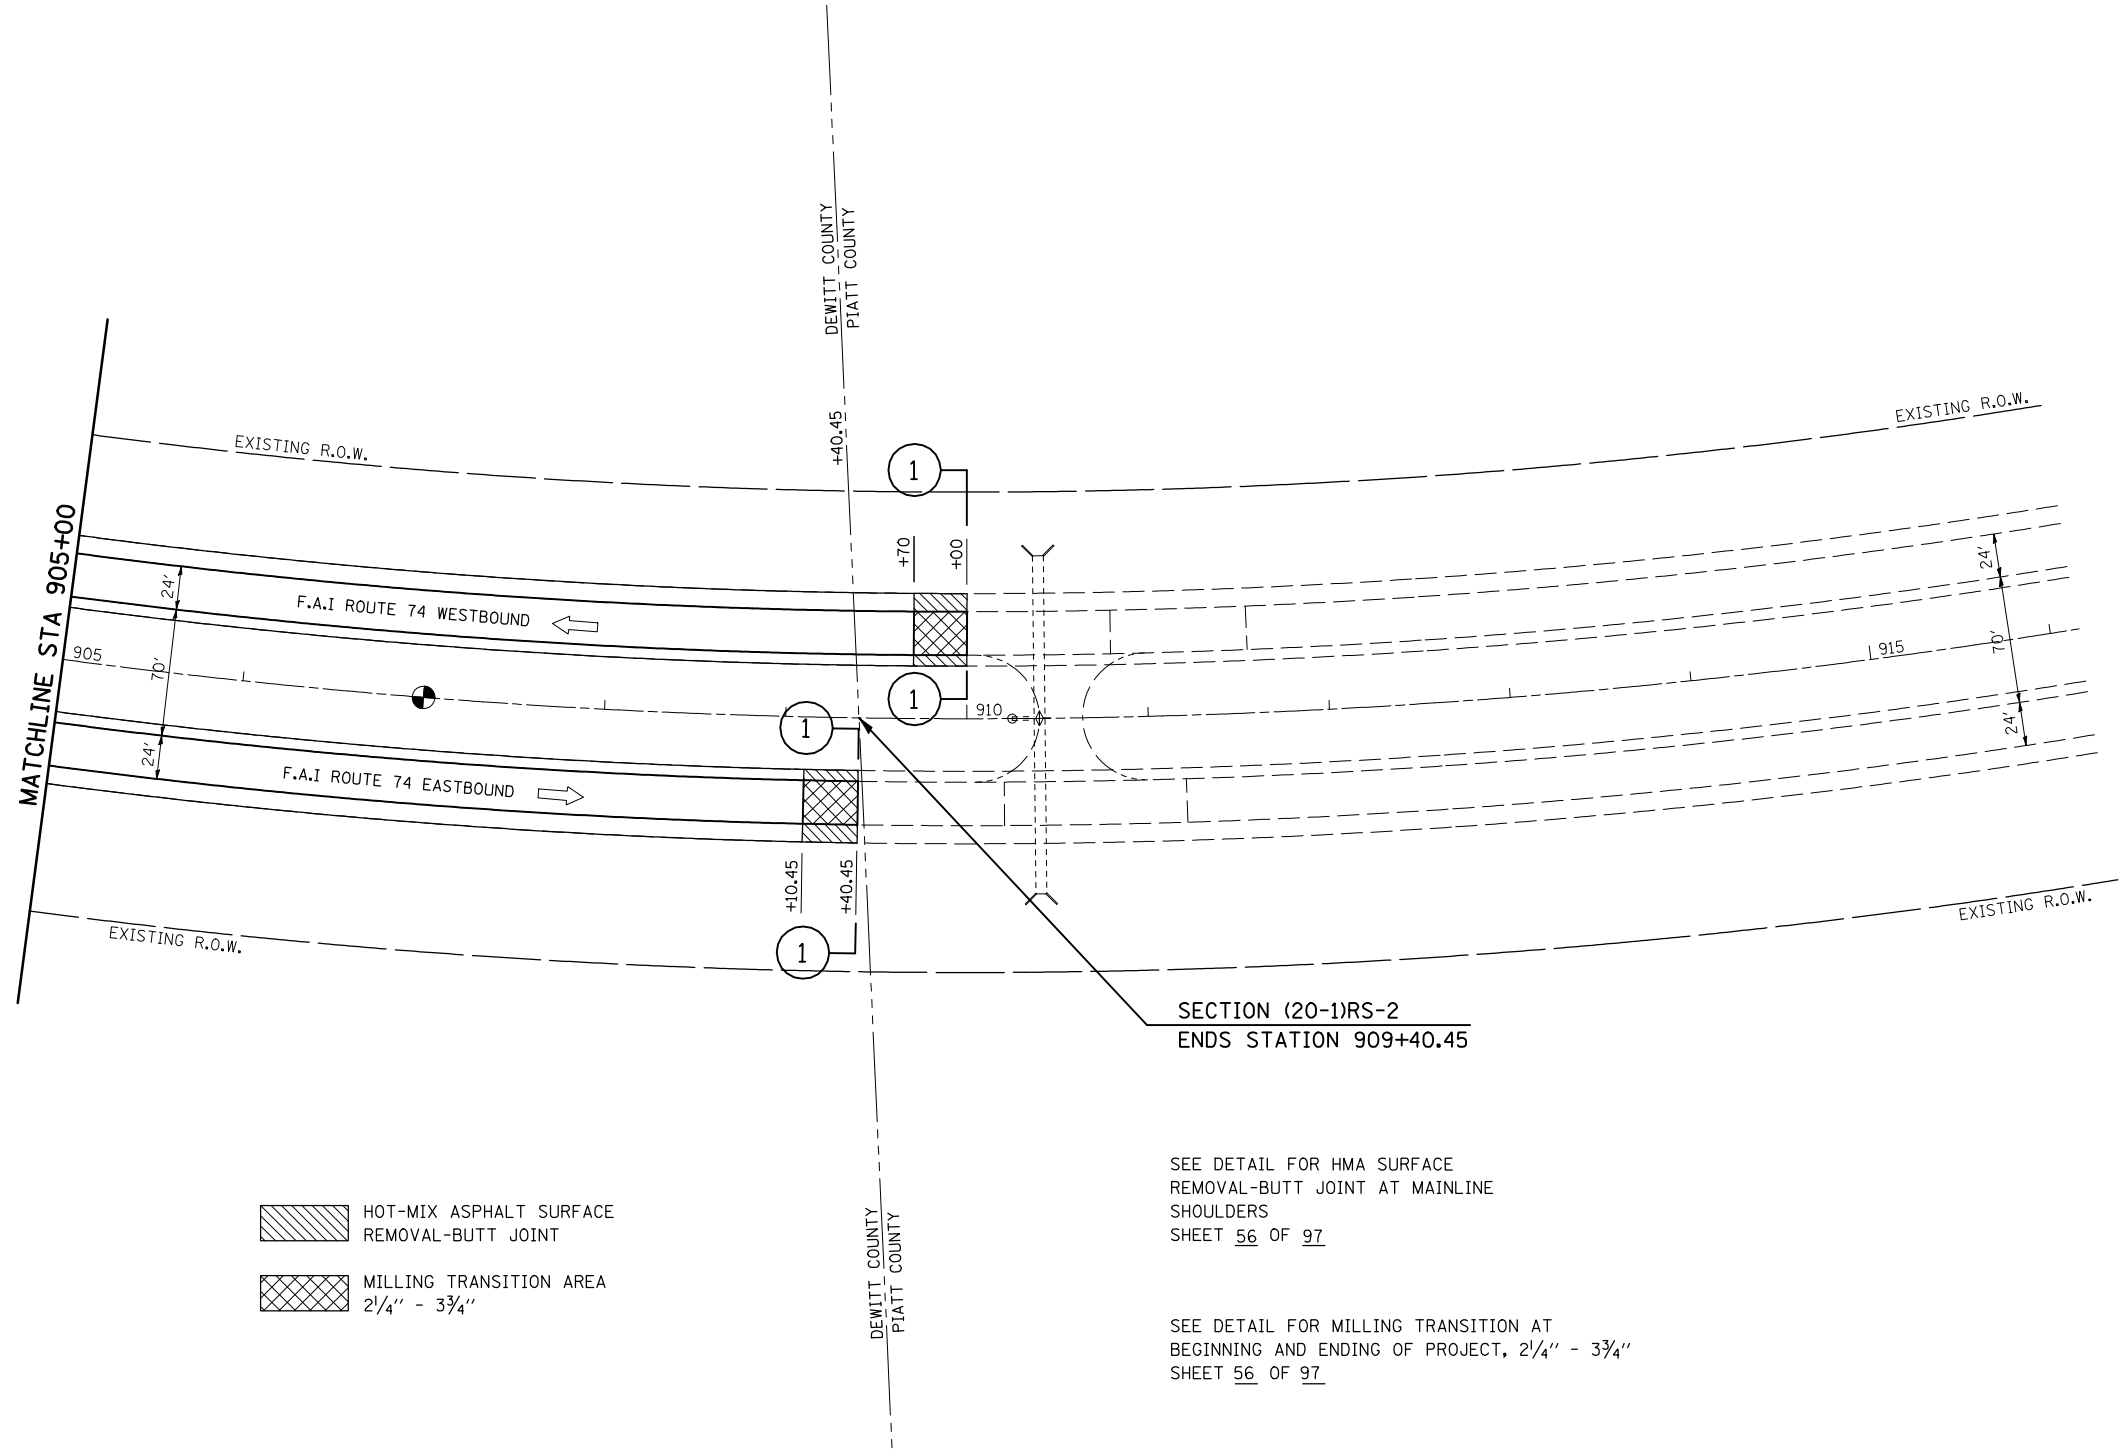 DEWITT COUNTY
PIATT COUNTY
+40.45
EXISTING R.O.W.
EXISTING R.O.W.
1
+70
+00
MATCHLINE STA 905+00
24'
F.A.I ROUTE 74 WESTBOUND
24'
905
70'
70'
915
1
910
1
24'
F.A.I ROUTE 74 EASTBOUND
24'
+10.45
+40.45
EXISTING R.O.W.
EXISTING R.O.W.
1
SECTION (20-1)RS-2
ENDS STATION 909+40.45
HOT-MIX ASPHALT SURFACE
REMOVAL-BUTT JOINT
MILLING TRANSITION AREA
2¼" - 3¾"
DEWITT COUNTY
PIATT COUNTY
SEE DETAIL FOR HMA SURFACE
REMOVAL-BUTT JOINT AT MAINLINE
SHOULDERS
SHEET 56 OF 97
SEE DETAIL FOR MILLING TRANSITION AT
BEGINNING AND ENDING OF PROJECT, 2¼" - 3¾"
SHEET 56 OF 97